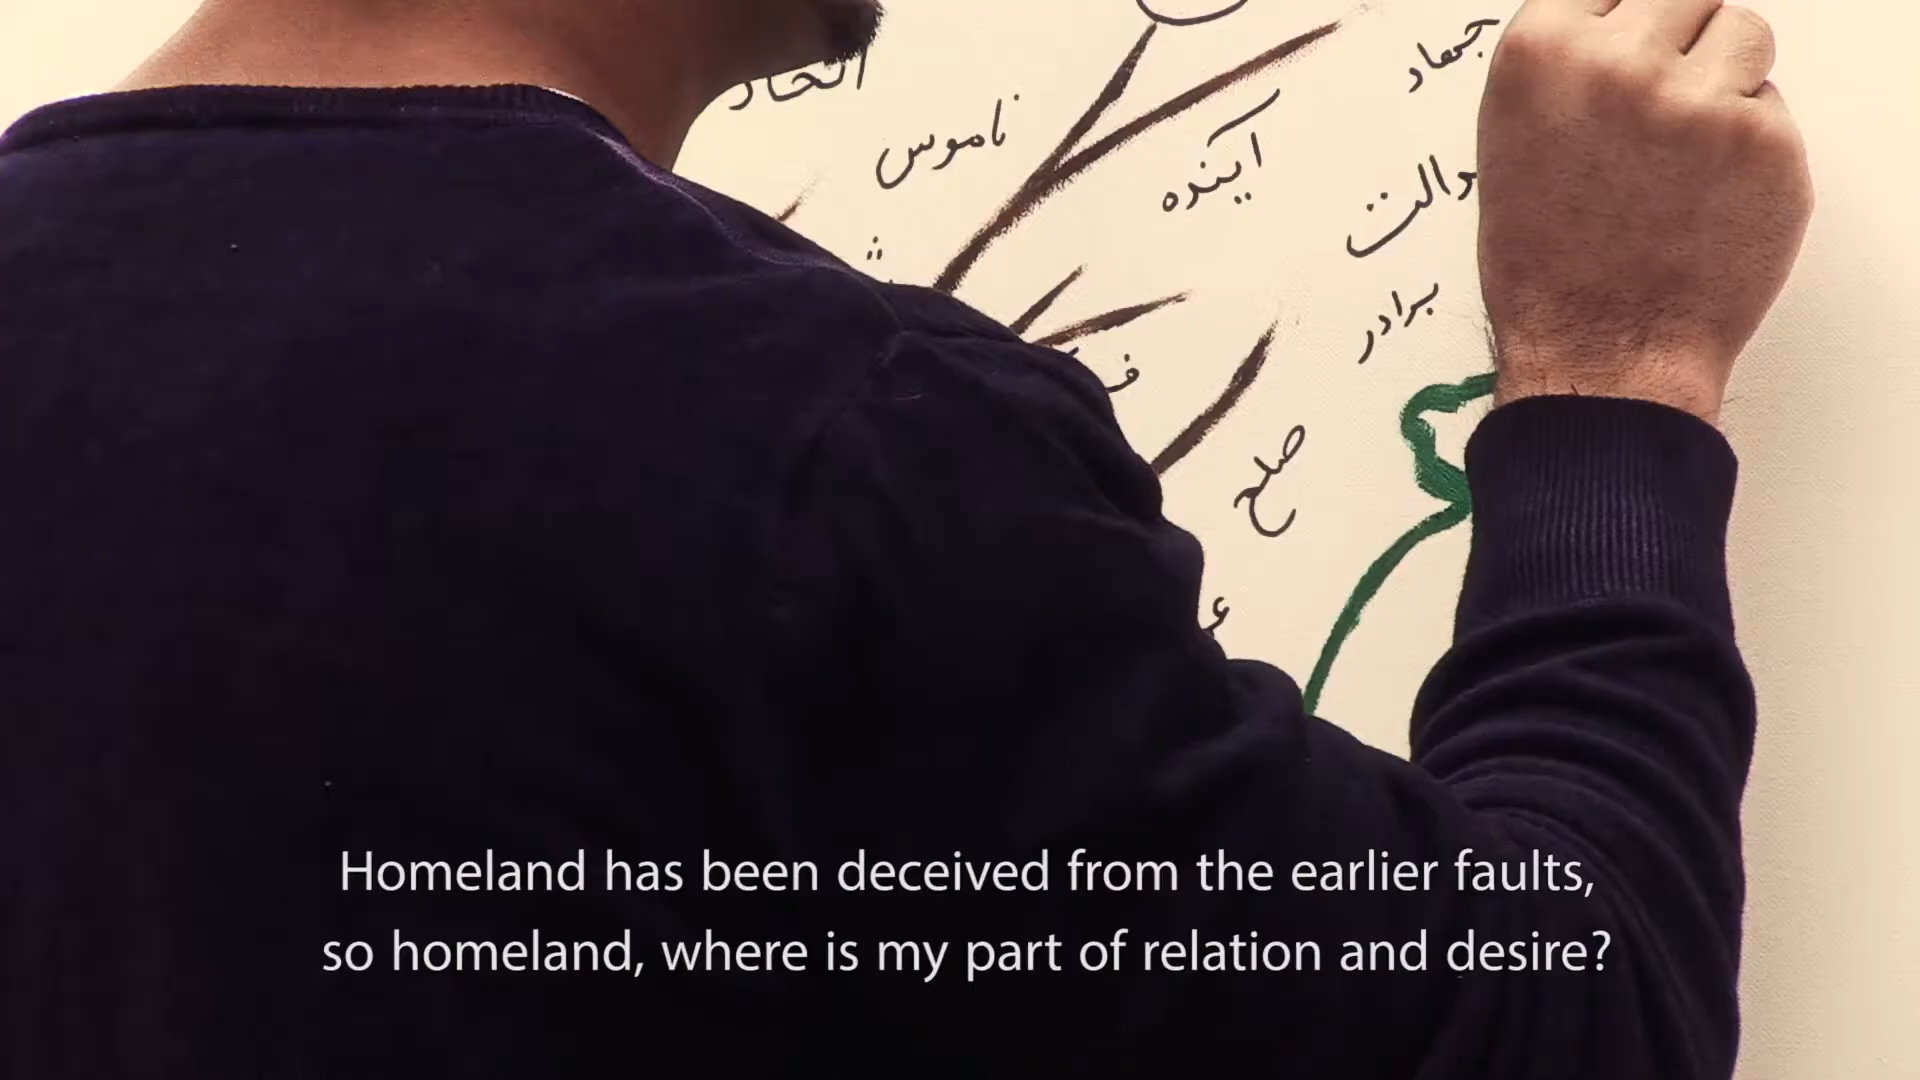 جهاد
اتحاد
ناموس
آینده
برادر
صلح
Homeland has been deceived from the earlier faults,
so homeland, where is my part of relation and desire?